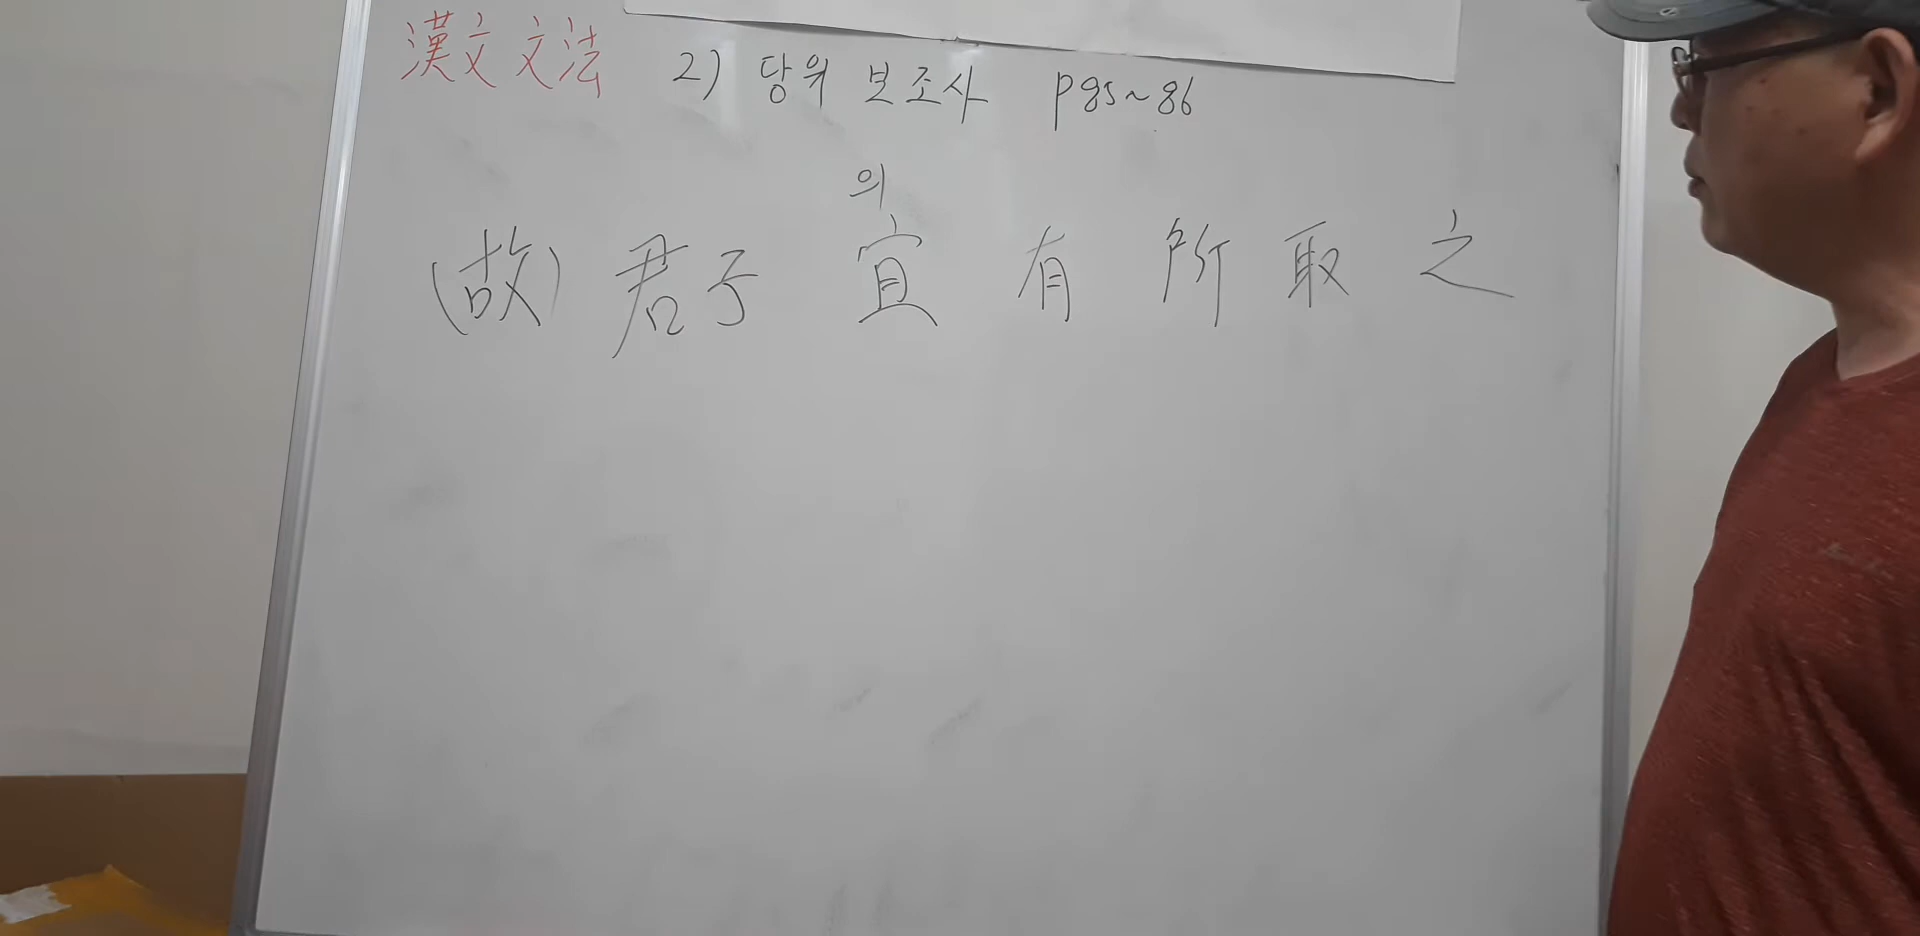 漢文文法 2) 당위 보조사 p85~86
의
(故) 君子 宜 有 所 取 之